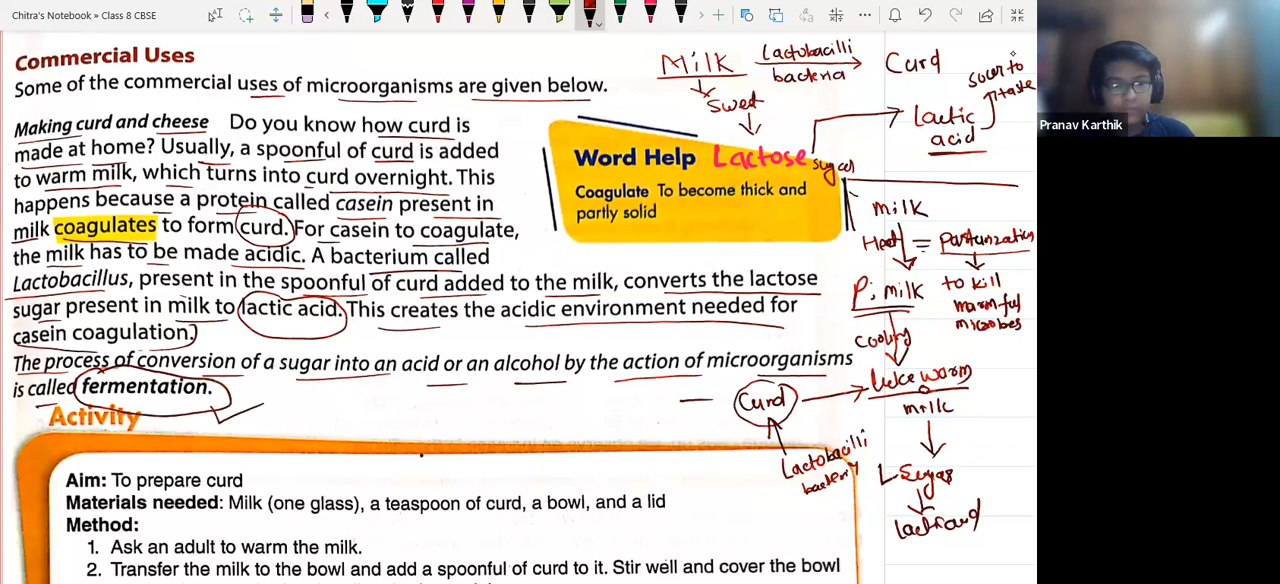 Chitra's Notebook > Class 8 CBSE
Commercial Uses
Some of the commercial uses of microorganisms are given below.
Making curd and cheese Do you know how curd is
made at home? Usually, a spoonful of curd is added
to warm milk, which turns into curd overnight. This
happens because a protein called casein present in
milk coagulates to form curd. For casein to coagulate,
the milk has to be made acidic. A bacterium called
Lactobacillus, present in the spoonful of curd added to the milk, converts the lactose
sugar present in milk to lactic acid. This creates the acidic environment needed for
casein coagulation.
The process of conversion of a sugar into an acid or an alcohol by the action of microorganisms
is called fermentation.
Word Help
Coagulate To become thick and
partly solid
Milk
Lactobacilli
bacteria
Curd
Sweet
Lactose
sugar
Lactic
acid
sour to
taste
Milk
Heat = pasturization
P. milk
to kill
harmful
microbes
cooling
luke warm
milk
Curd
Lactobacilli
bacteria
L sugar
Activity
Aim: To prepare curd
Materials needed: Milk (one glass), a teaspoon of curd, a bowl, and a lid
Method:
1. Ask an adult to warm the milk.
2. Transfer the milk to the bowl and add a spoonful of curd to it. Stir well and cover the bowl
Pranav Karthik